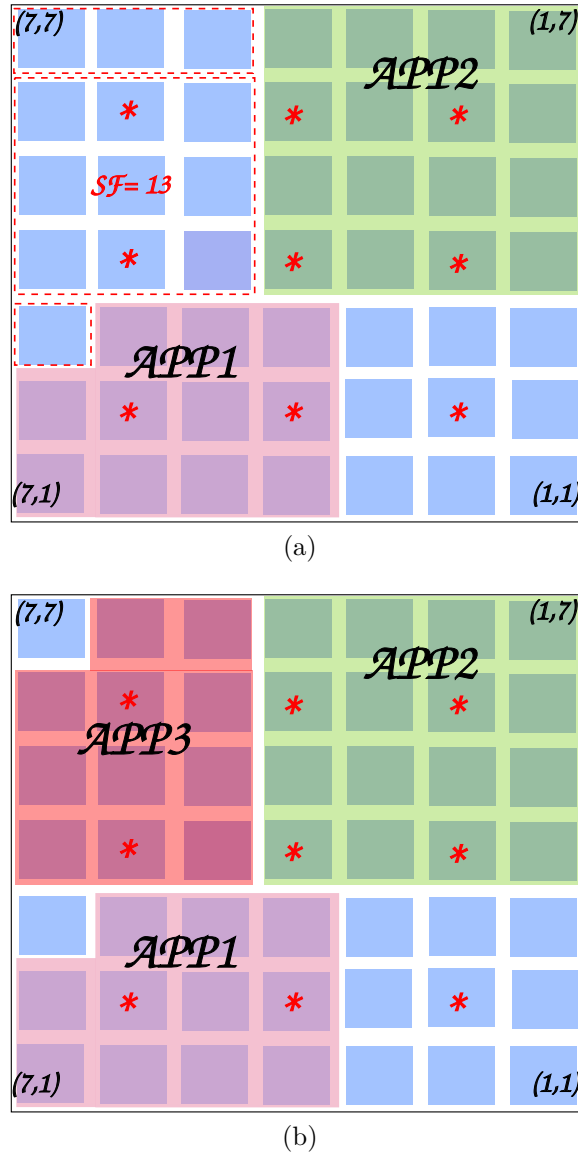 (7,7) (1,7)
APP2
* * *
SF= 13
* * *
APP1
* * *
(7,1) (1,1)
(a)
(7,7) (1,7)
APP2
* * *
APP3
* * *
APP1
* * *
(7,1) (1,1)
(b)